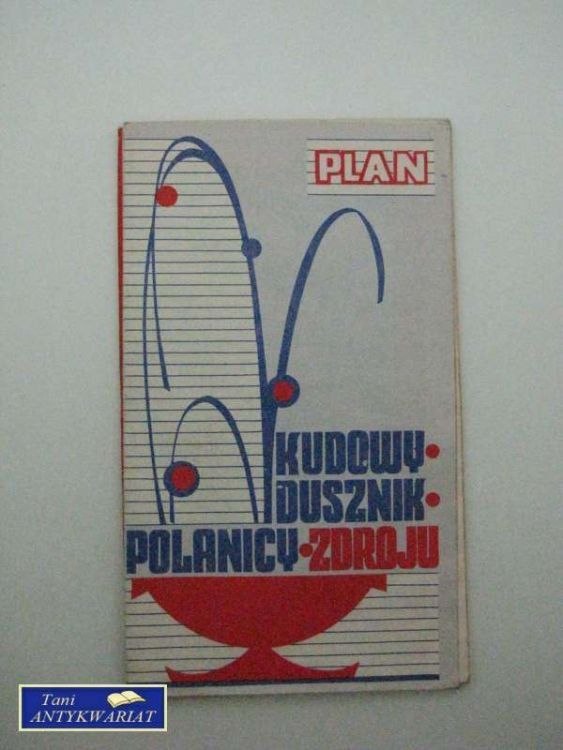 PLAN
KUDOWY•
DUSZNIK•
POLANICY•ZDROJU
Tani
ANTYKWARIAT